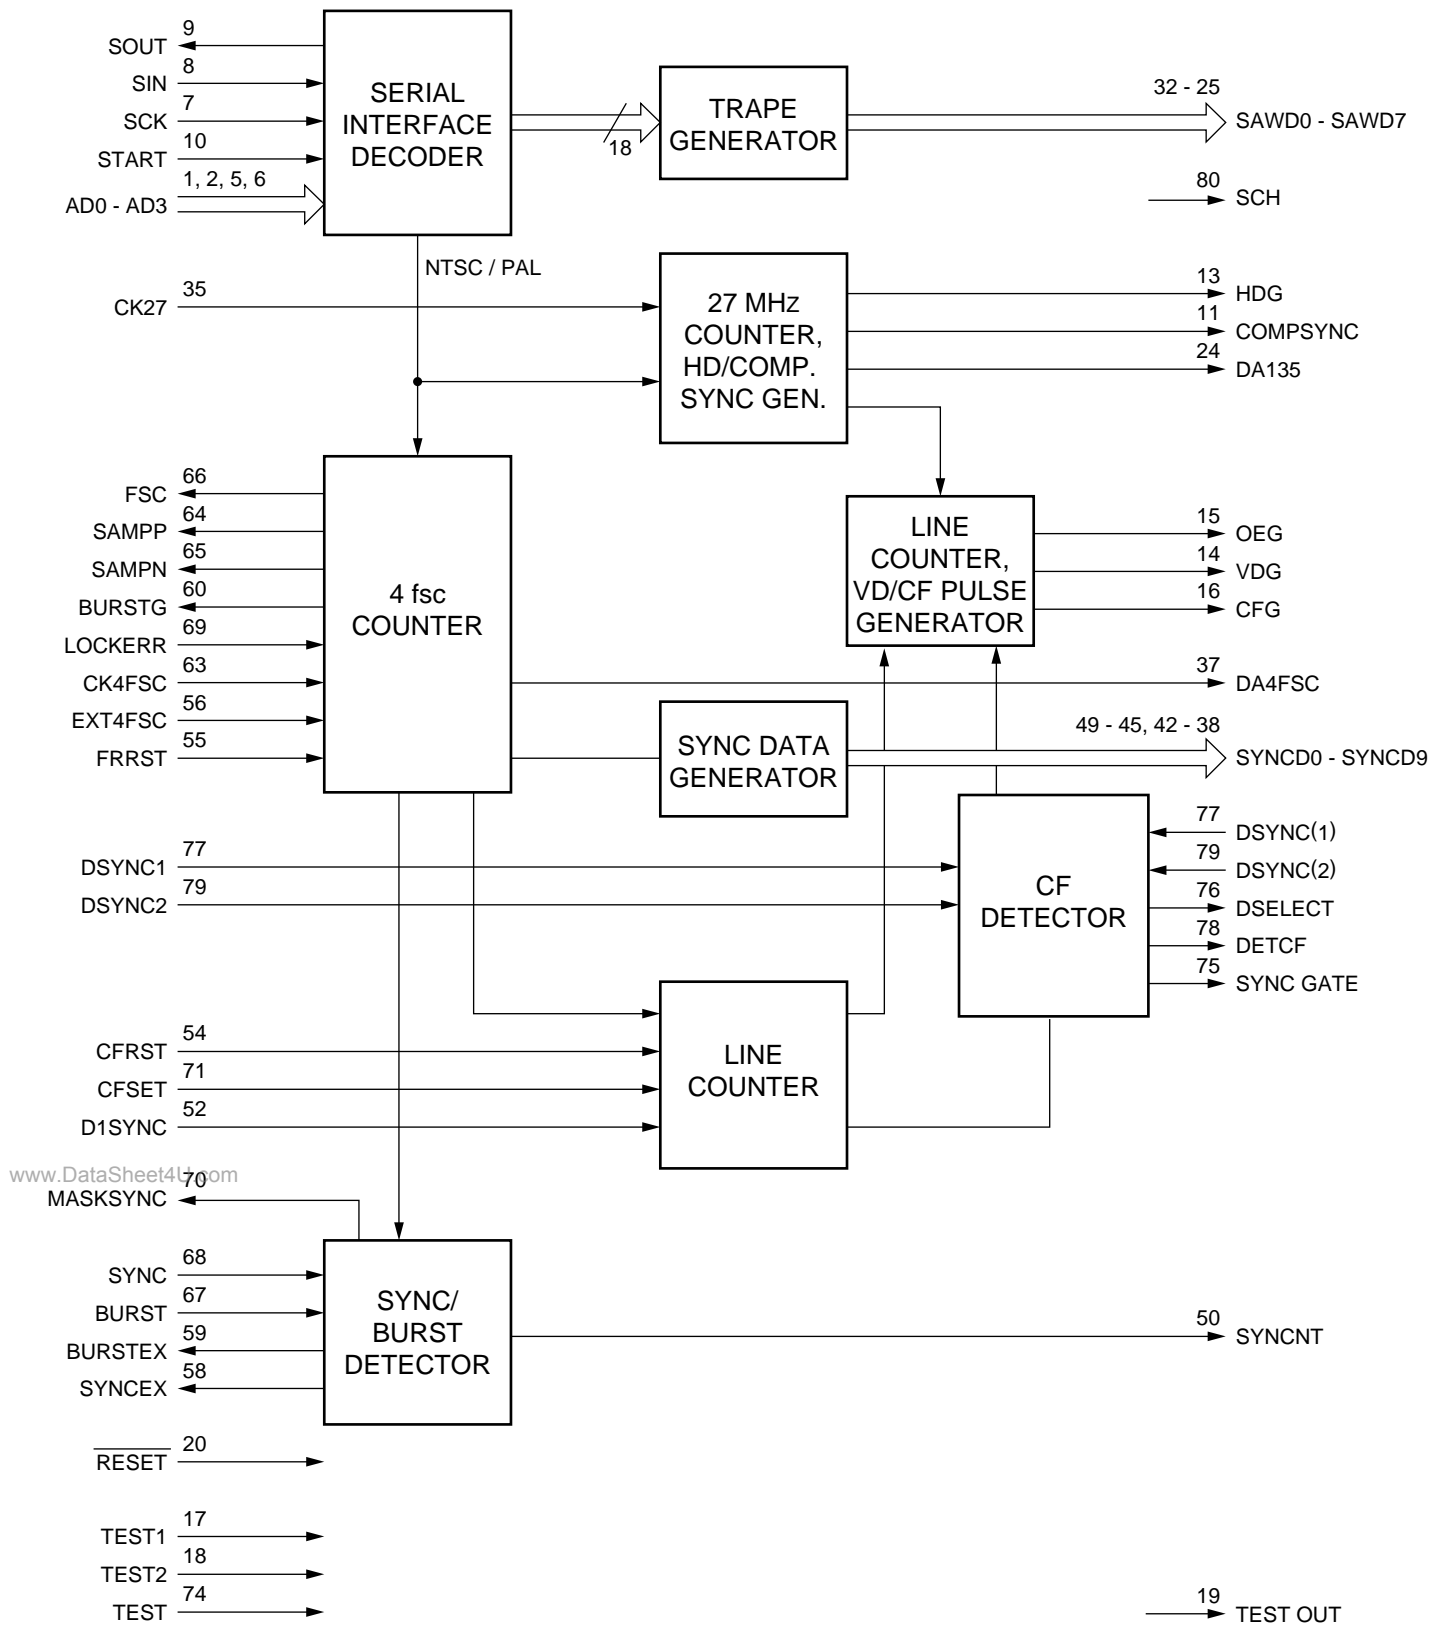 9
SOUT
8
SIN
7
SCK
10
START
1, 2, 5, 6
AD0 - AD3
SERIAL
INTERFACE
DECODER
18
TRAPE
GENERATOR
32 - 25
SAWD0 - SAWD7
80
SCH
NTSC / PAL
35
CK27
27 MHz
COUNTER,
HD/COMP.
SYNC GEN.
13
HDG
11
COMPSYNC
24
DA135
66
FSC
64
SAMPP
65
SAMPN
60
BURSTG
69
LOCKERR
63
CK4FSC
56
EXT4FSC
55
FRRST
4 fsc
COUNTER
LINE
COUNTER,
VD/CF PULSE
GENERATOR
15
OEG
14
VDG
16
CFG
37
DA4FSC
SYNC DATA
GENERATOR
49 - 45, 42 - 38
SYNCD0 - SYNCD9
77
DSYNC1
79
DSYNC2
CF
DETECTOR
77
DSYNC(1)
79
DSYNC(2)
76
DSELECT
78
DETCF
75
SYNC GATE
54
CFRST
71
CFSET
52
D1SYNC
LINE
COUNTER
www.DataSheet4U.com
70
MASKSYNC
68
SYNC
67
BURST
59
BURSTEX
58
SYNCEX
SYNC/
BURST
DETECTOR
50
SYNCNT
20
RESET
17
TEST1
18
TEST2
74
TEST
19
TEST OUT